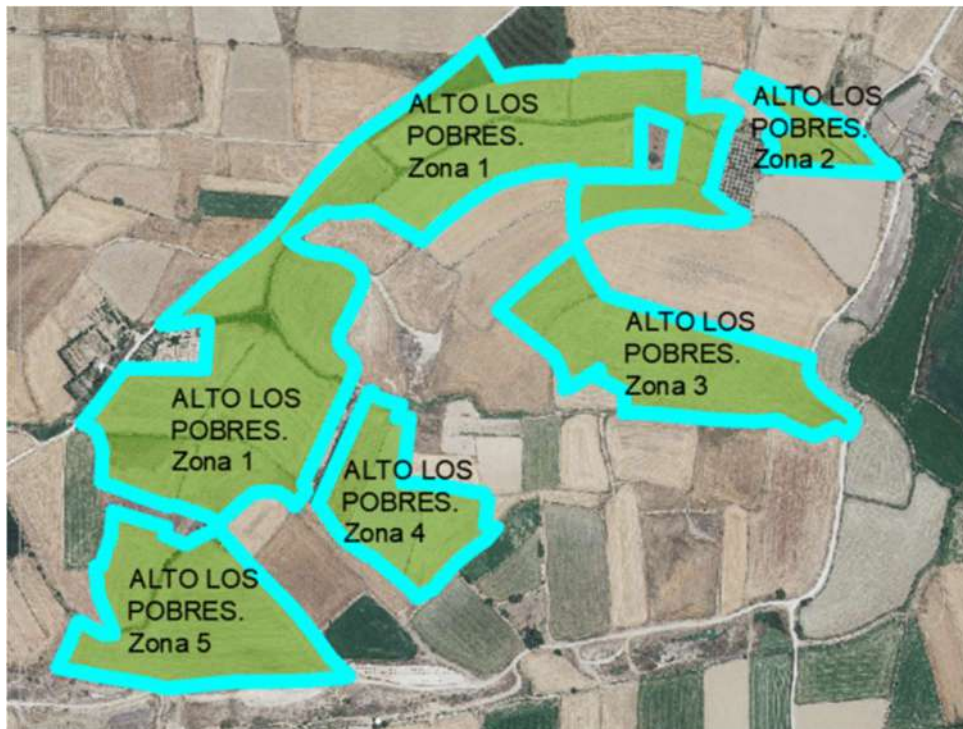 ALTO LOS
POBRES.
Zona 1
ALTO LOS
POBRES.
Zona 2
ALTO LOS
POBRES.
Zona 3
ALTO LOS
POBRES.
Zona 1
ALTO LOS
POBRES.
Zona 4
ALTO LOS
POBRES.
Zona 5